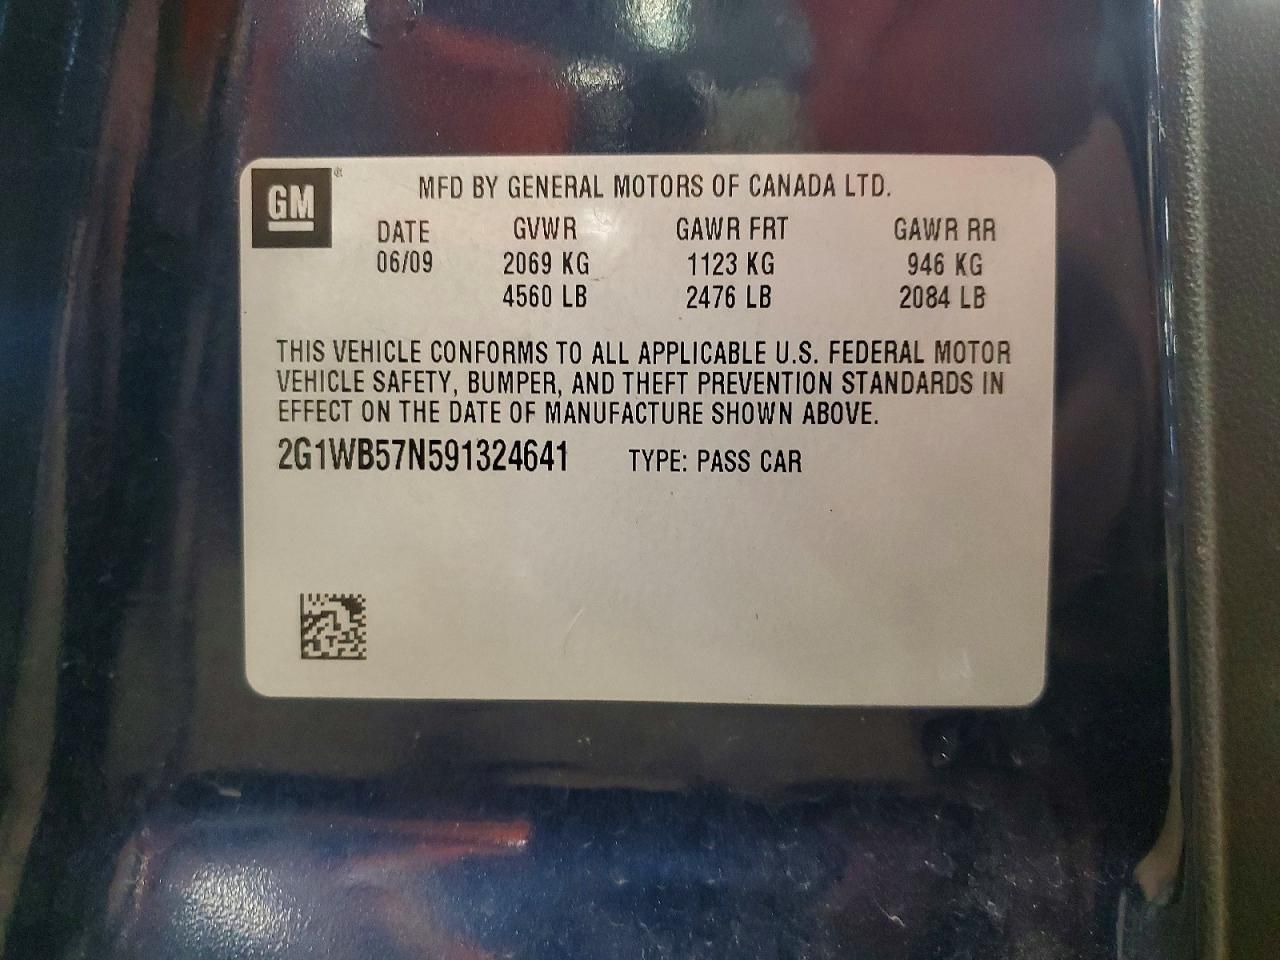 GM®
MFD BY GENERAL MOTORS OF CANADA LTD.
DATE GVWR GAWR FRT GAWR RR
06/09 2069 KG 1123 KG 946 KG
4560 LB 2476 LB 2084 LB
THIS VEHICLE CONFORMS TO ALL APPLICABLE U.S. FEDERAL MOTOR
VEHICLE SAFETY, BUMPER, AND THEFT PREVENTION STANDARDS IN
EFFECT ON THE DATE OF MANUFACTURE SHOWN ABOVE.
2G1WB57N591324641 TYPE: PASS CAR